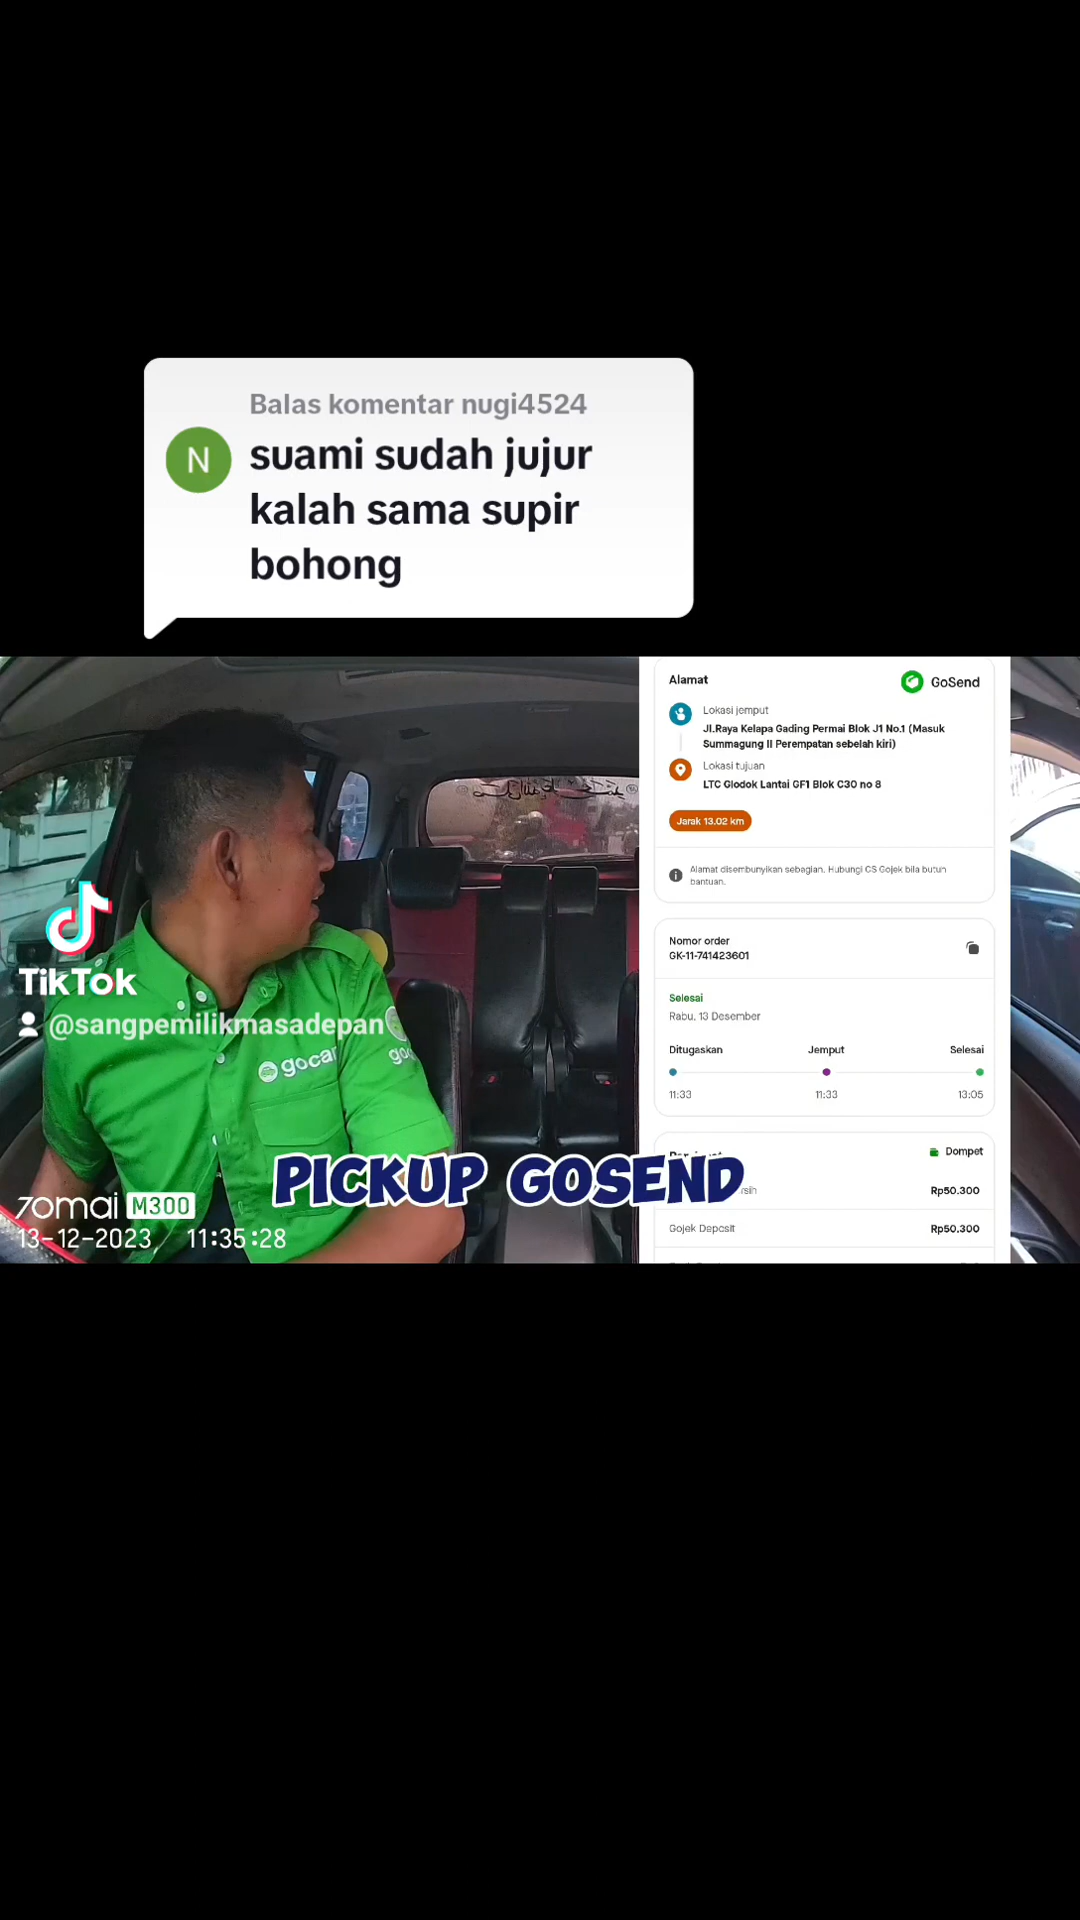 Balas komentar nugi4524
N
suami sudah jujur
kalah sama supir
bohong
Alamat
GoSend
Lokasi jemput
Jl.Raya Kelapa Gading Permai Blok J1 No.1 (Masuk
Summagung II Perempatan sebelah kiri)
Lokasi tujuan
LTC Glodok Lantai GF1 Blok C30 no 8
Jarak 13.02 km
Alamat disembunyikan sebagian. Hubungi CS Gojek bila butuh
bantuan.
Nomor order
GK-11-741423601
Selesai
Rabu, 13 Desember
Ditugaskan Jemput Selesai
11:33 11:33 13:05
Dompet
Rp50.300
Gojek Deposit Rp50.300
TikTok
@sangpemilikmasadepan
gocar
PICKUP GOSEND
70mai M300
13-12-2023 11:35:28